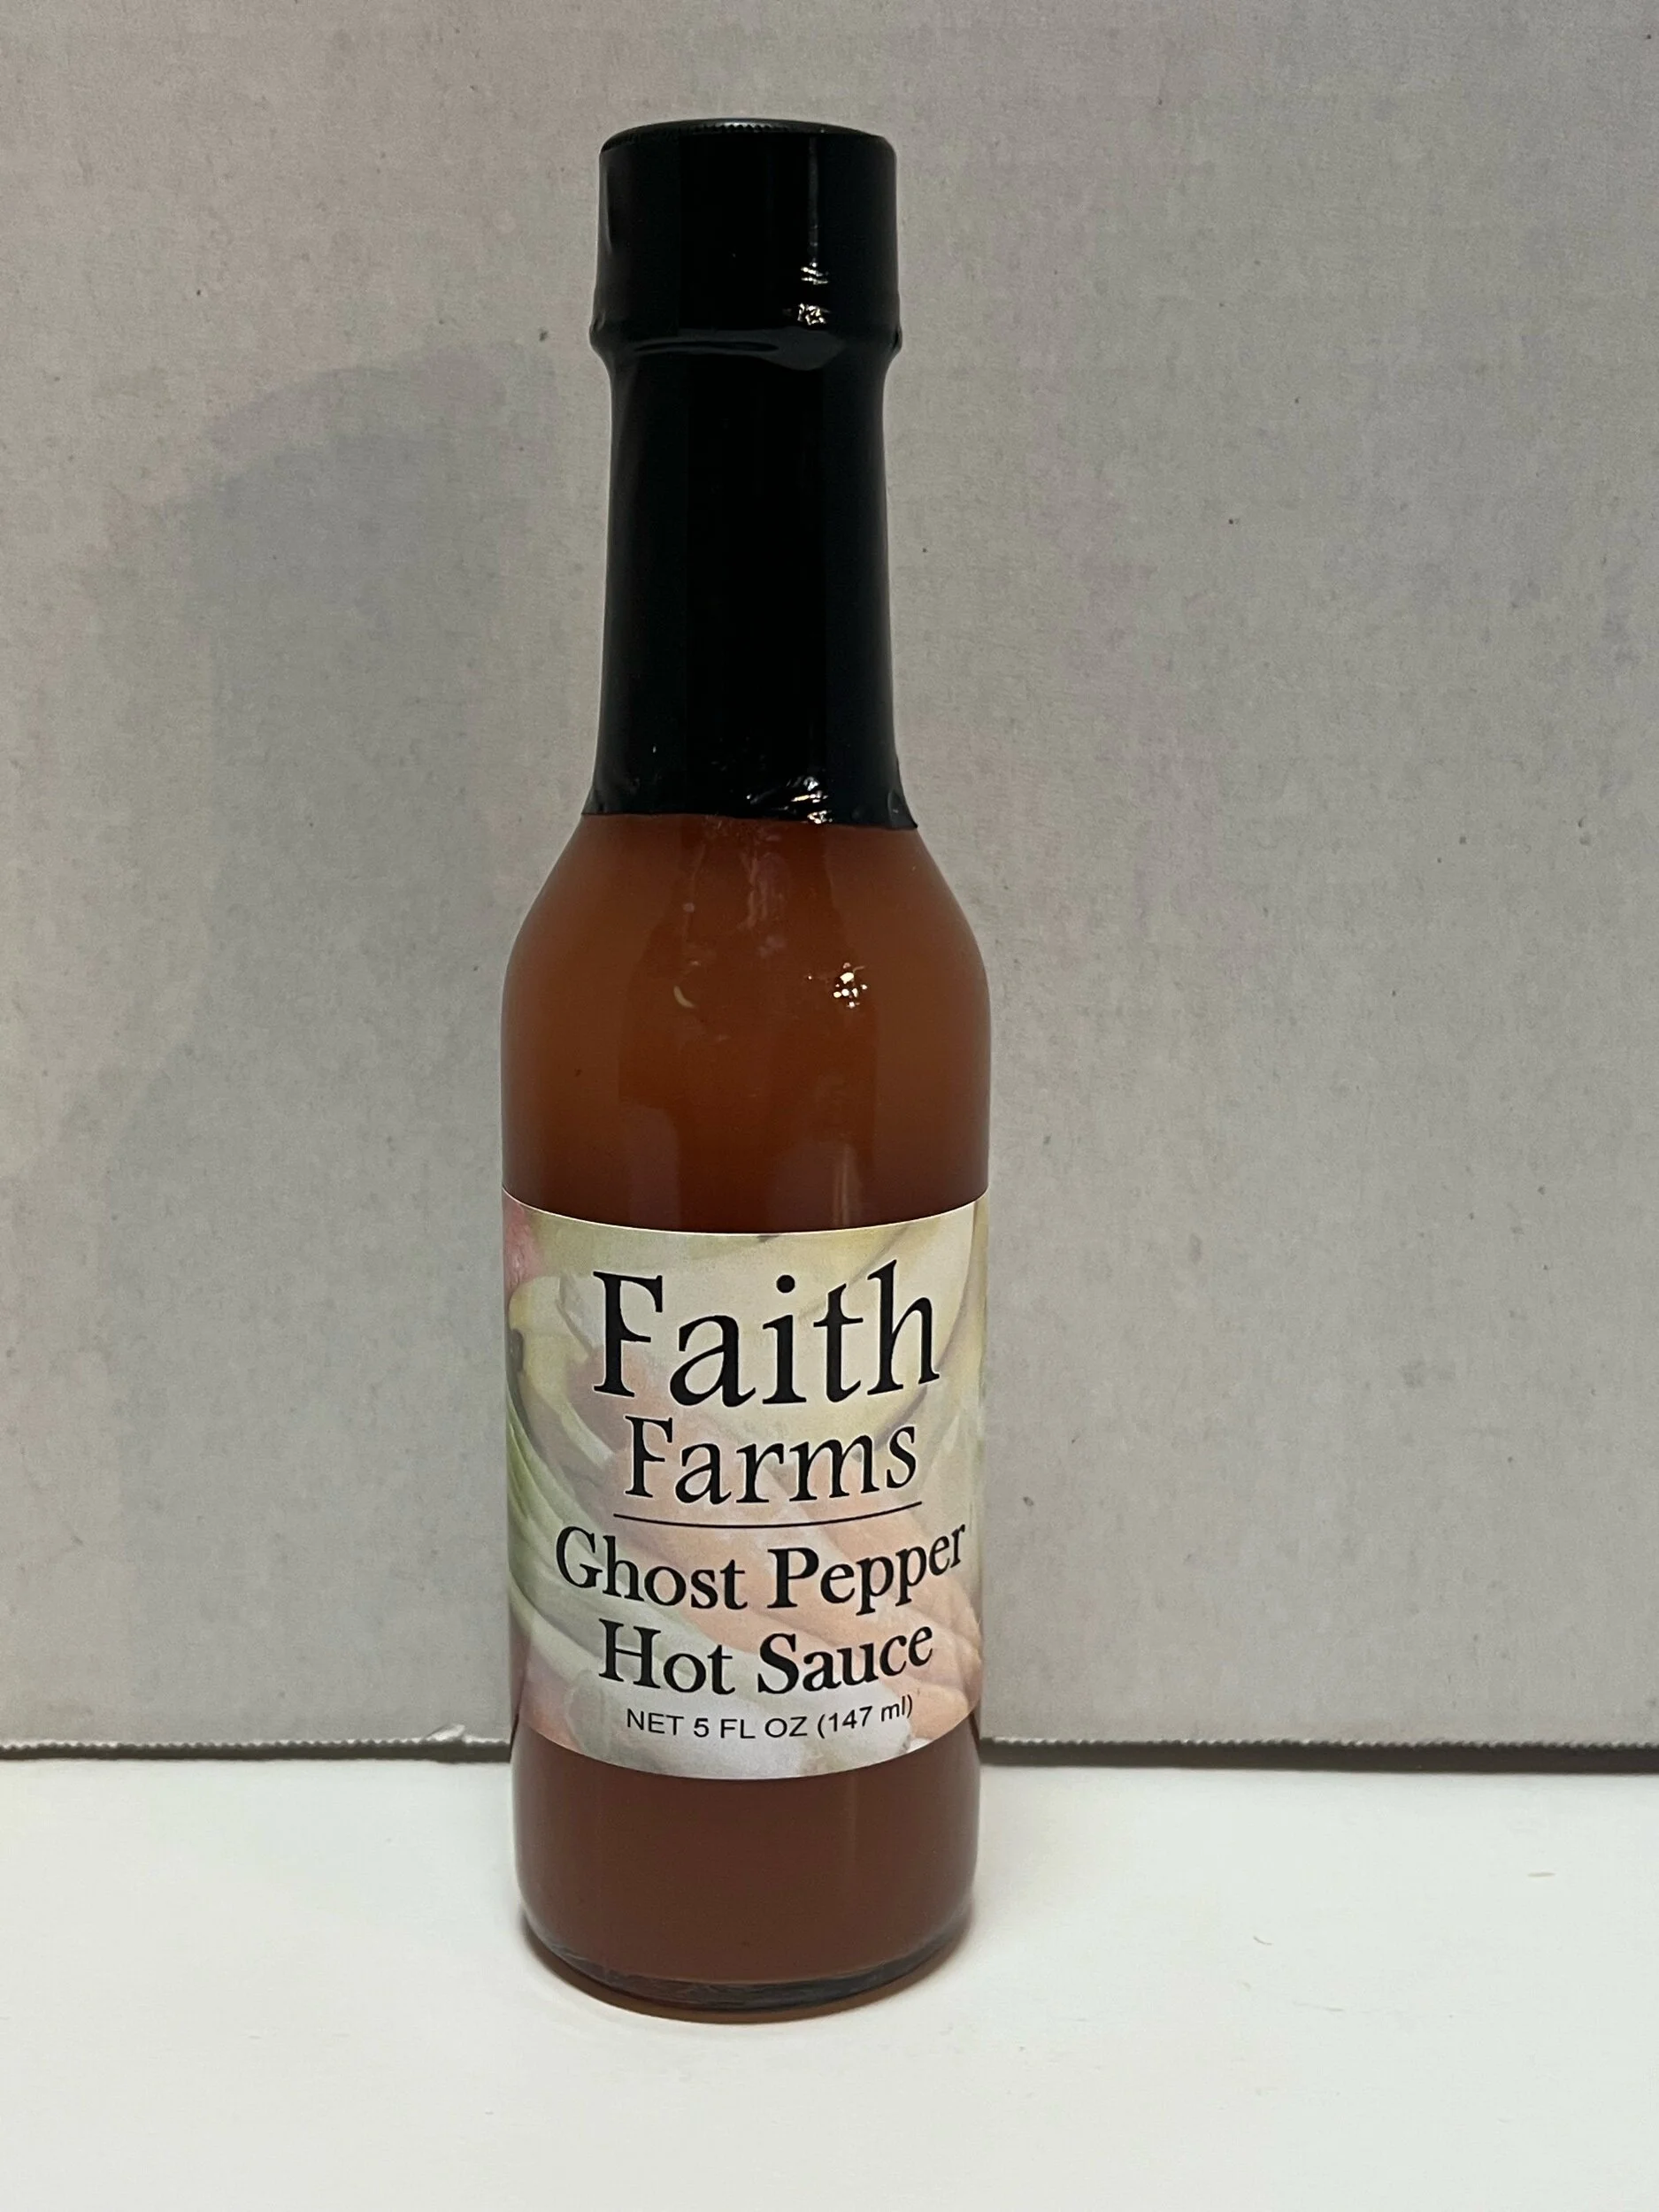 Faith
Farms
Ghost Pepper
Hot Sauce
NET 5 FL OZ (147 ml)